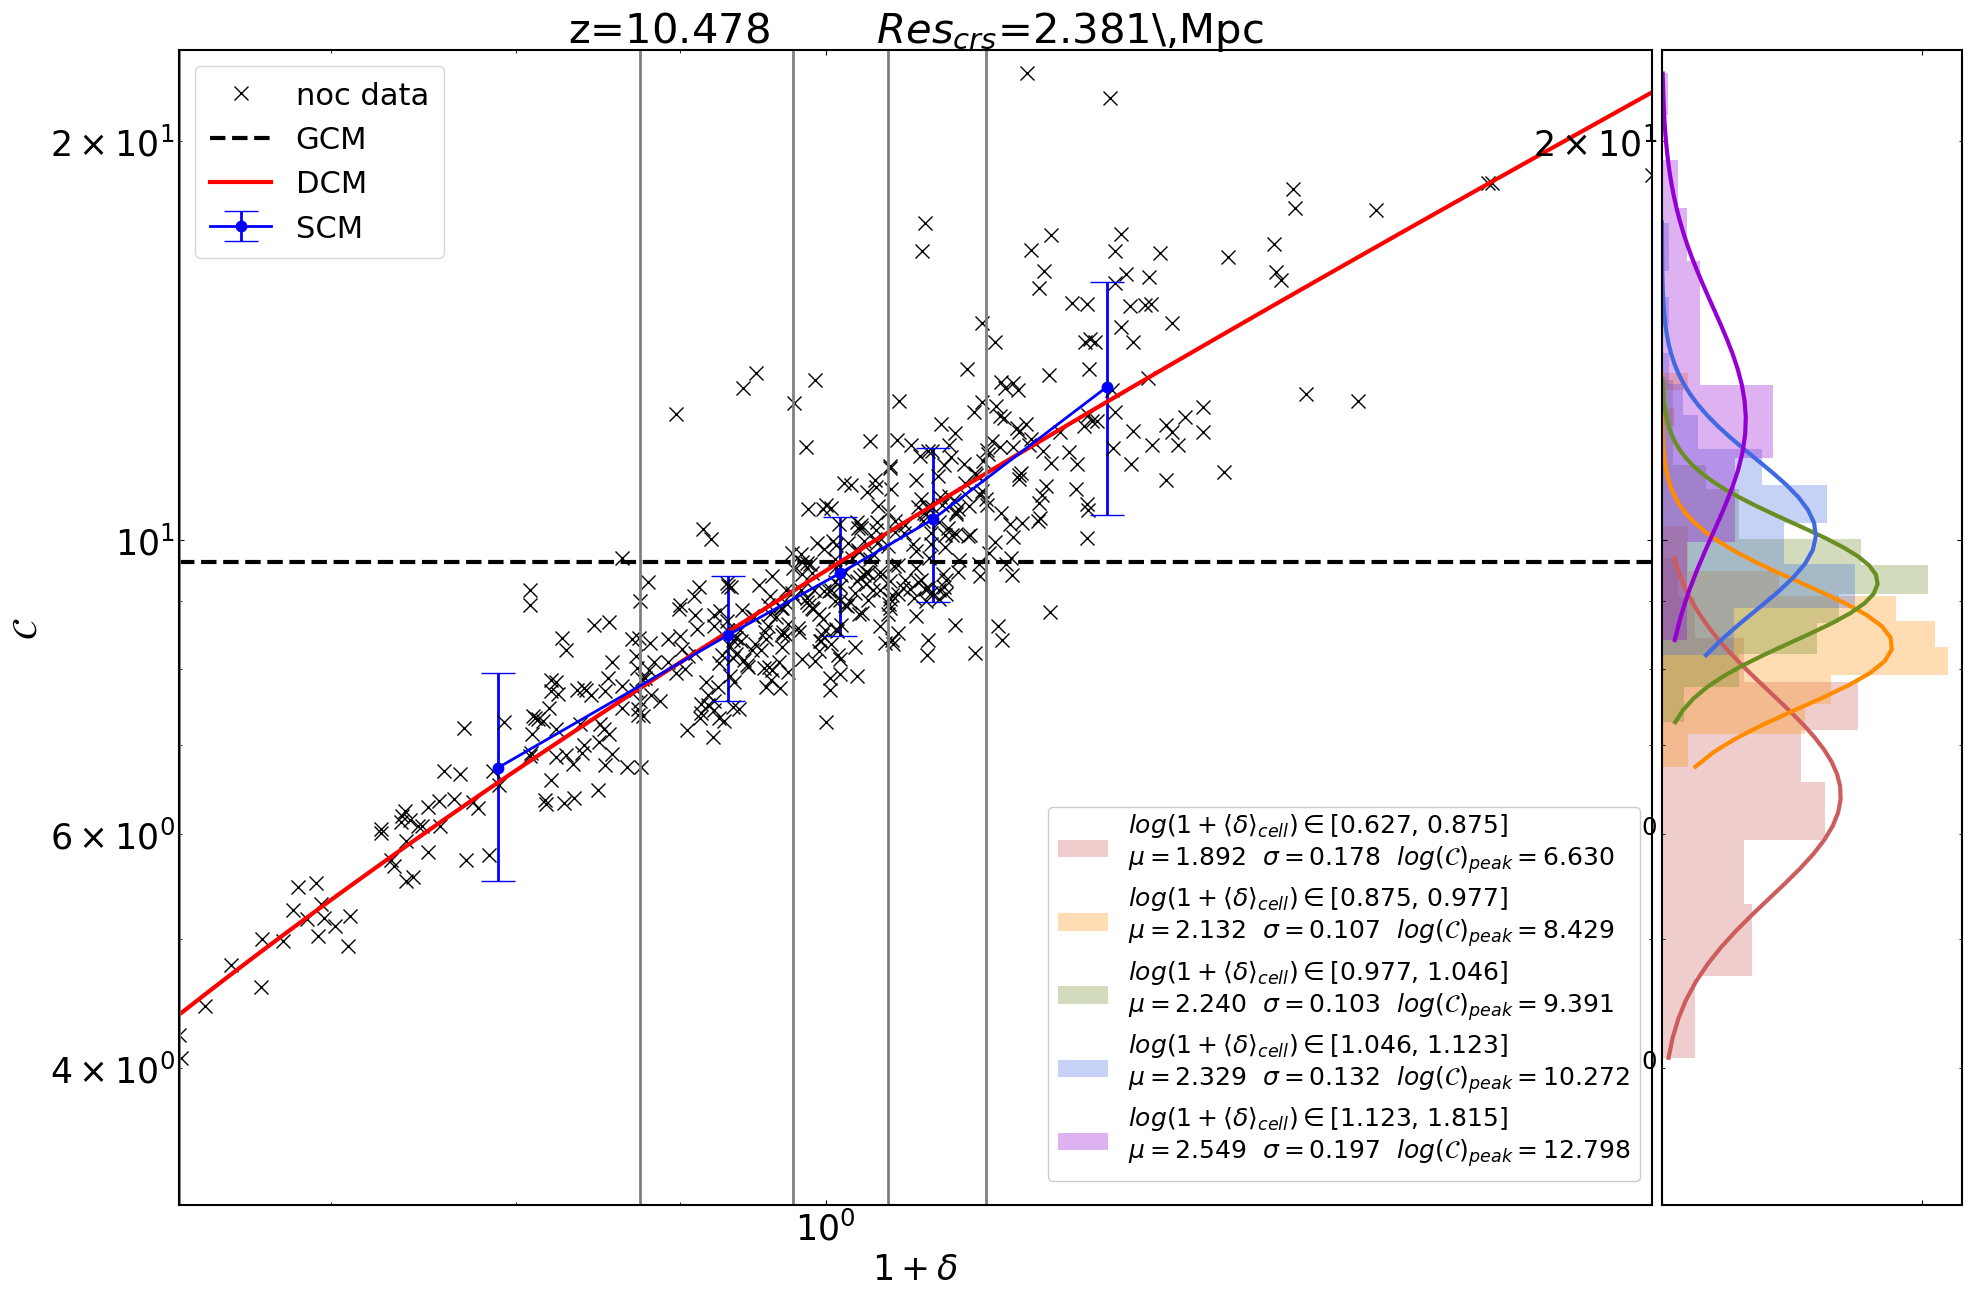 z=10.478 Res_crs=2.381\,Mpc
noc data
GCM
DCM
SCM
2 × 10^1
10^1
6 × 10^0
4 × 10^0
𝒞
2 × 10^1
0
0
log(1 + ⟨δ⟩_cell) ∈ [0.627, 0.875]
μ = 1.892 σ = 0.178 log(𝒞)_peak = 6.630
log(1 + ⟨δ⟩_cell) ∈ [0.875, 0.977]
μ = 2.132 σ = 0.107 log(𝒞)_peak = 8.429
log(1 + ⟨δ⟩_cell) ∈ [0.977, 1.046]
μ = 2.240 σ = 0.103 log(𝒞)_peak = 9.391
log(1 + ⟨δ⟩_cell) ∈ [1.046, 1.123]
μ = 2.329 σ = 0.132 log(𝒞)_peak = 10.272
log(1 + ⟨δ⟩_cell) ∈ [1.123, 1.815]
μ = 2.549 σ = 0.197 log(𝒞)_peak = 12.798
10^0
1 + δ